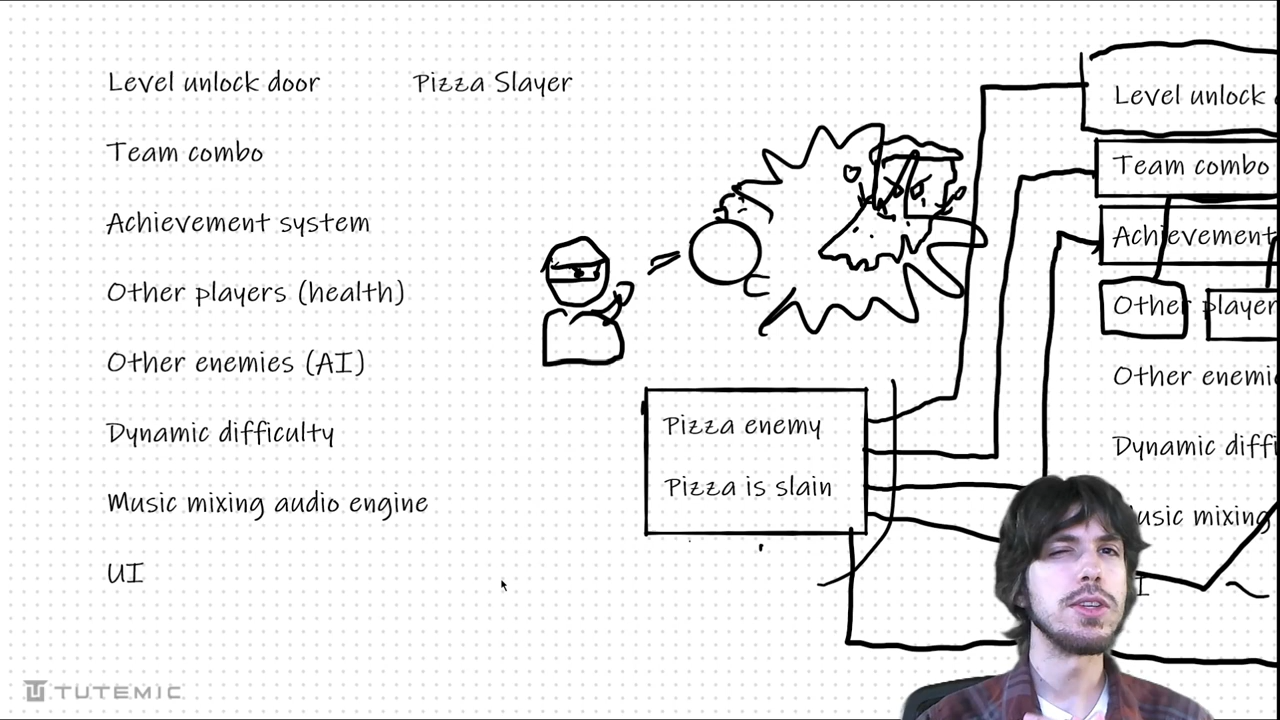 Level unlock door
Pizza Slayer
Team combo
Achievement system
Other players (health)
Other enemies (AI)
Dynamic difficulty
Music mixing audio engine
UI
Pizza enemy
Pizza is slain
Level unlock
Team combo
Achievement
Other player
Other enemi
Dynamic diffi
usic mixing
I
TUTEMIC